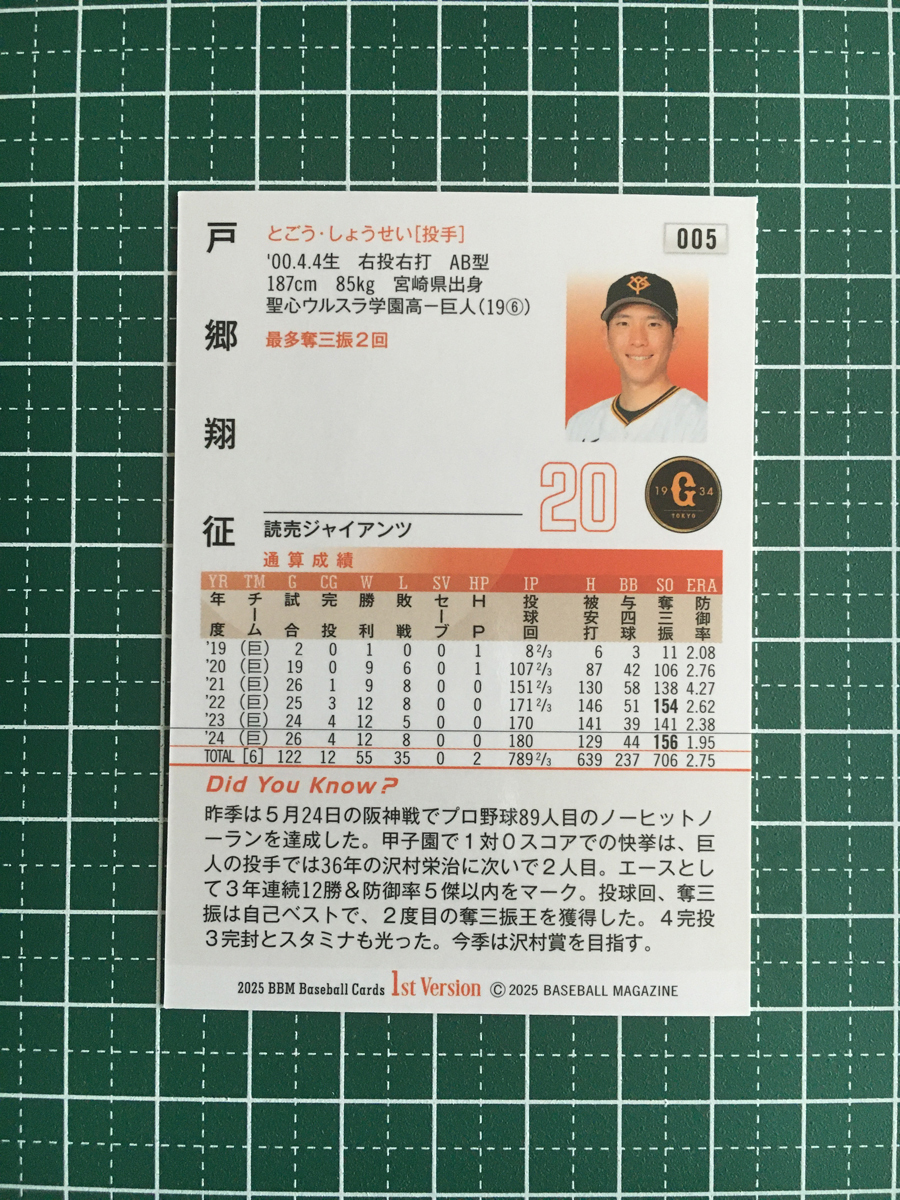 戸郷翔征
とごう・しょうせい[投手]
'00.4.4生 右投右打 AB型
187cm 85kg 宮崎県出身
聖心ウルスラ学園高ー巨人(19⑥)
最多奪三振2回
005
20
19 G 34
TOKYO
読売ジャイアンツ
通算成績
YR TM G CG W L SV HP IP H BB SO ERA
年度 チーム 試合 完投 勝利 敗戦 セーブ HP 投球回 被安打 与四球 奪三振 防御率
'19 (巨) 2 0 1 0 0 1 8 2/3 6 3 11 2.08
'20 (巨) 19 0 9 6 0 1 107 2/3 87 42 106 2.76
'21 (巨) 26 1 9 8 0 0 151 2/3 130 58 138 4.27
'22 (巨) 25 3 12 8 0 0 171 2/3 146 51 154 2.62
'23 (巨) 24 4 12 5 0 0 170 141 39 141 2.38
'24 (巨) 26 4 12 8 0 0 180 129 44 156 1.95
TOTAL [6] 122 12 55 35 0 2 789 2/3 639 237 706 2.75
Did You Know?
昨季は5月24日の阪神戦でプロ野球89人目のノーヒットノ
ーランを達成した。甲子園で1対0スコアでの快挙は、巨
人の投手では36年の沢村栄治に次いで2人目。エースとし
て3年連続12勝＆防御率5傑以内をマーク。投球回、奪三
振は自己ベストで、2度目の奪三振王を獲得した。4完投
3完封とスタミナも光った。今季は沢村賞を目指す。
2025 BBM Baseball Cards 1st Version © 2025 BASEBALL MAGAZINE